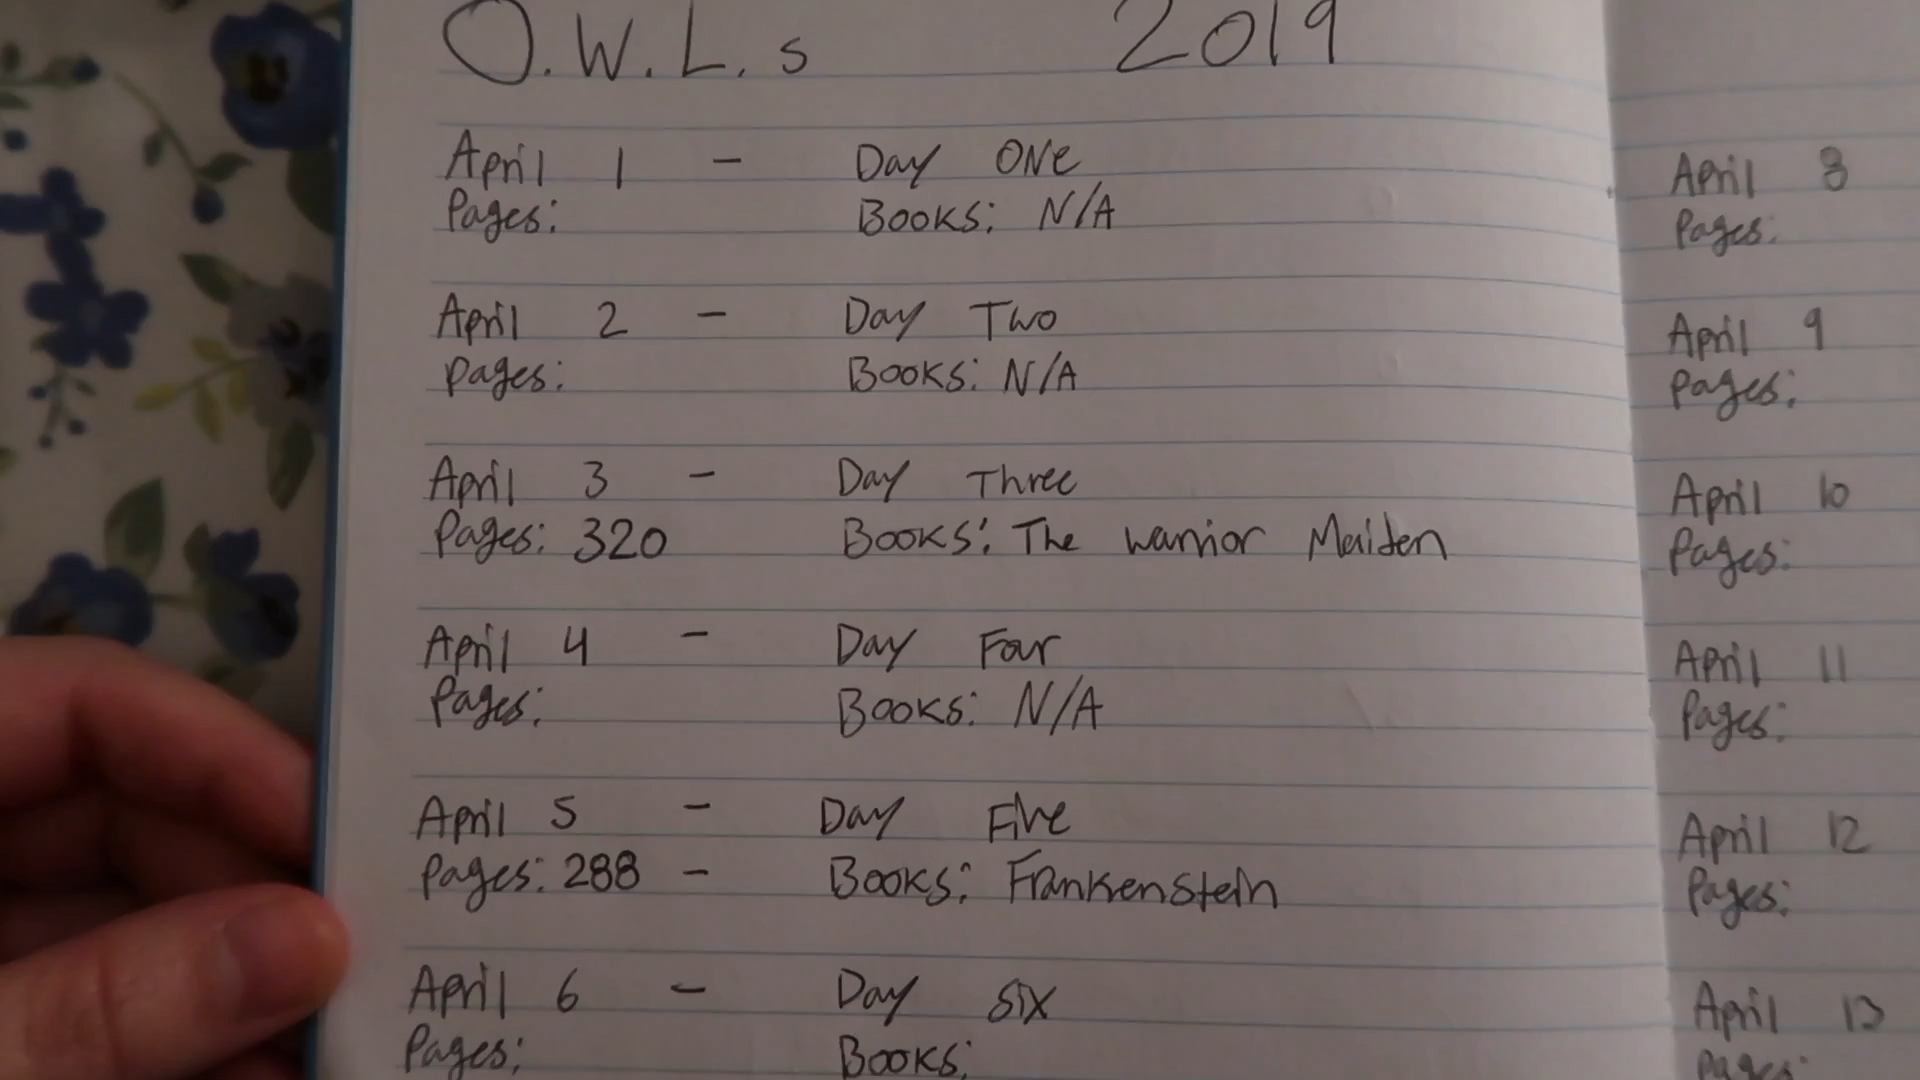 O.W.L.s 2019
April 1 - Day One
Pages: Books: N/A
April 2 - Day Two
Pages: Books: N/A
April 3 - Day Three
Pages: 320 Books: The Warrior Maiden
April 4 - Day Four
Pages: Books: N/A
April 5 - Day Five
Pages: 288 - Books: Frankenstein
April 6 - Day Six
Pages: Books:
April 8
Pages:
April 9
Pages:
April 10
Pages:
April 11
Pages:
April 12
Pages:
April 13
Pages: